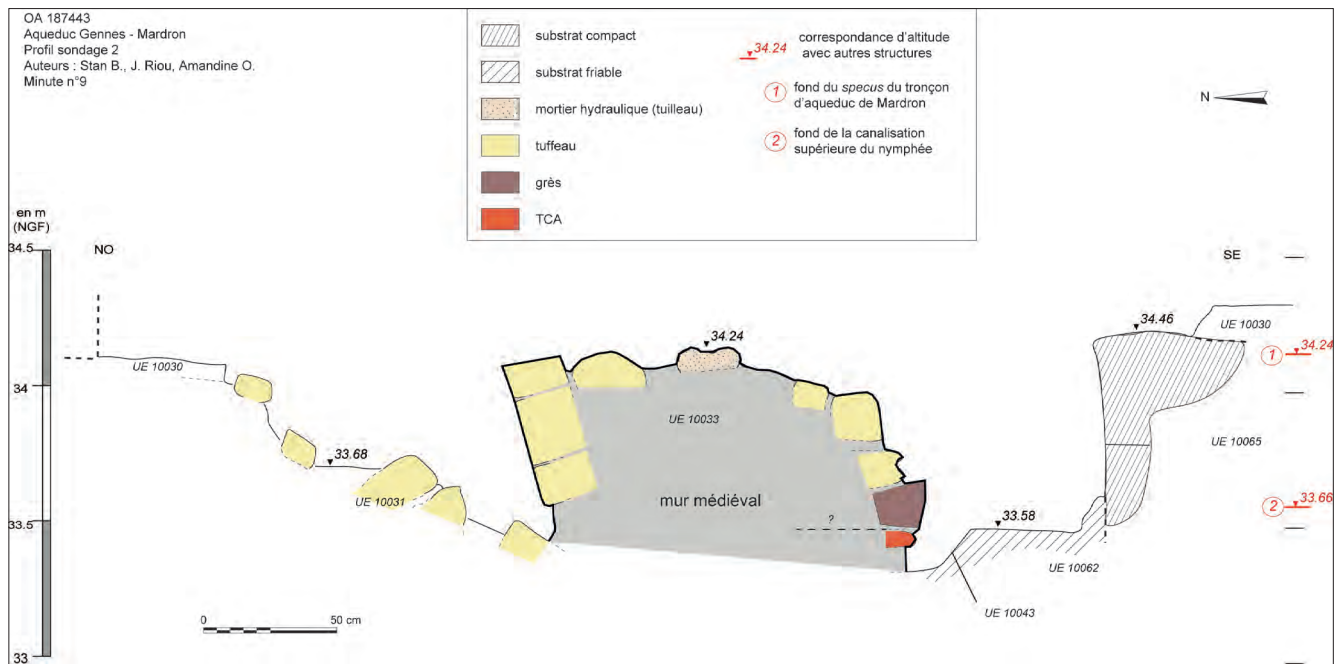 OA 187443
Aqueduc Gennes - Mardron
Profil sondage 2
Auteurs : Stan B., J. Riou, Amandine O.
Minute n°9
substrat compact
substrat friable
mortier hydraulique (tuilleau)
tuffeau
grès
TCA
34.24 correspondance d'altitude
avec autres structures
1 fond du specus du tronçon
d'aqueduc de Mardron
2 fond de la canalisation
supérieure du nymphée
N
en m
(NGF)
34.5
34
33.5
33
NO
SE
UE 10030
33.68
UE 10031
34.24
UE 10033
mur médiéval
?
33.58
UE 10062
UE 10043
34.46
UE 10030
1 34.24
UE 10065
2 33.66
0 50 cm